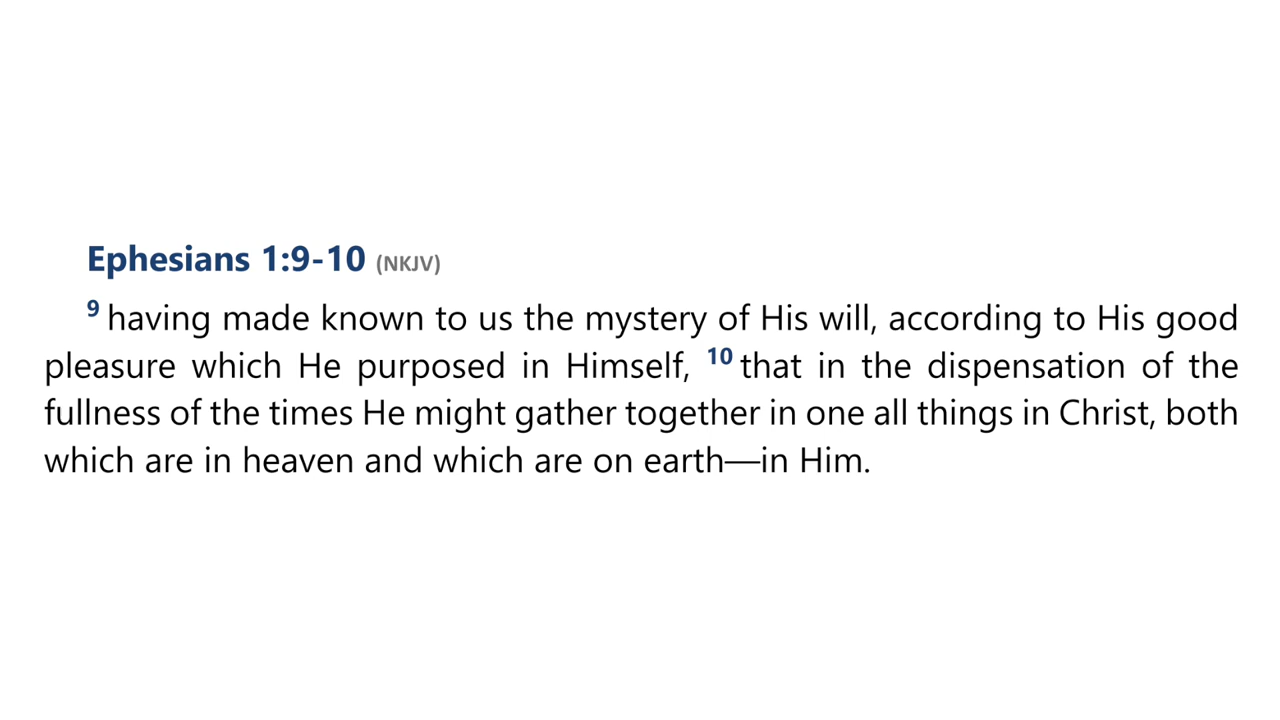 Ephesians 1:9-10 (NKJV)
9 having made known to us the mystery of His will, according to His good
pleasure which He purposed in Himself, 10 that in the dispensation of the
fullness of the times He might gather together in one all things in Christ, both
which are in heaven and which are on earth—in Him.